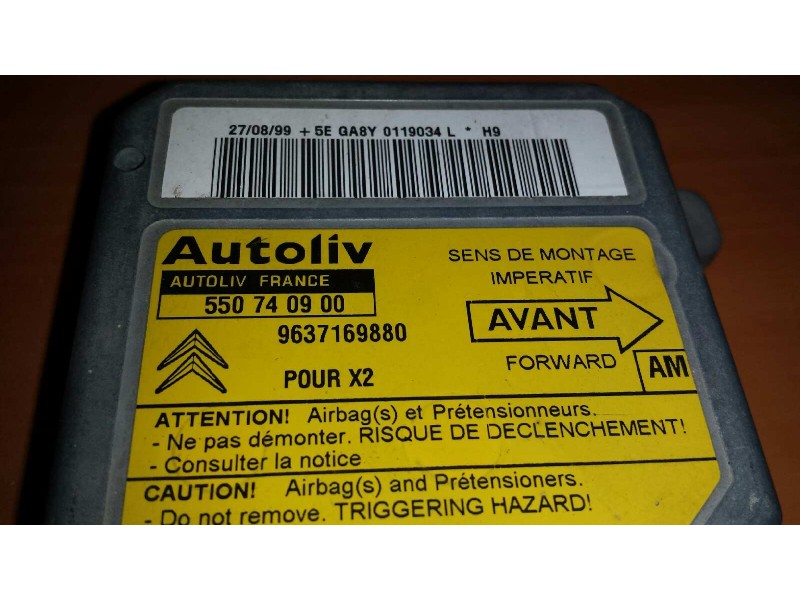 27/08/99 + 5E GA8Y 0119034 L * H9
Autoliv
AUTOLIV FRANCE
550 74 09 00
9637169880
POUR X2
SENS DE MONTAGE
IMPERATIF
AVANT
FORWARD
AM
ATTENTION! Airbag(s) et Prétensionneurs.
- Ne pas démonter. RISQUE DE DECLENCHEMENT!
- Consulter la notice
CAUTION! Airbag(s) and Prétensioners.
- Do not remove. TRIGGERING HAZARD!